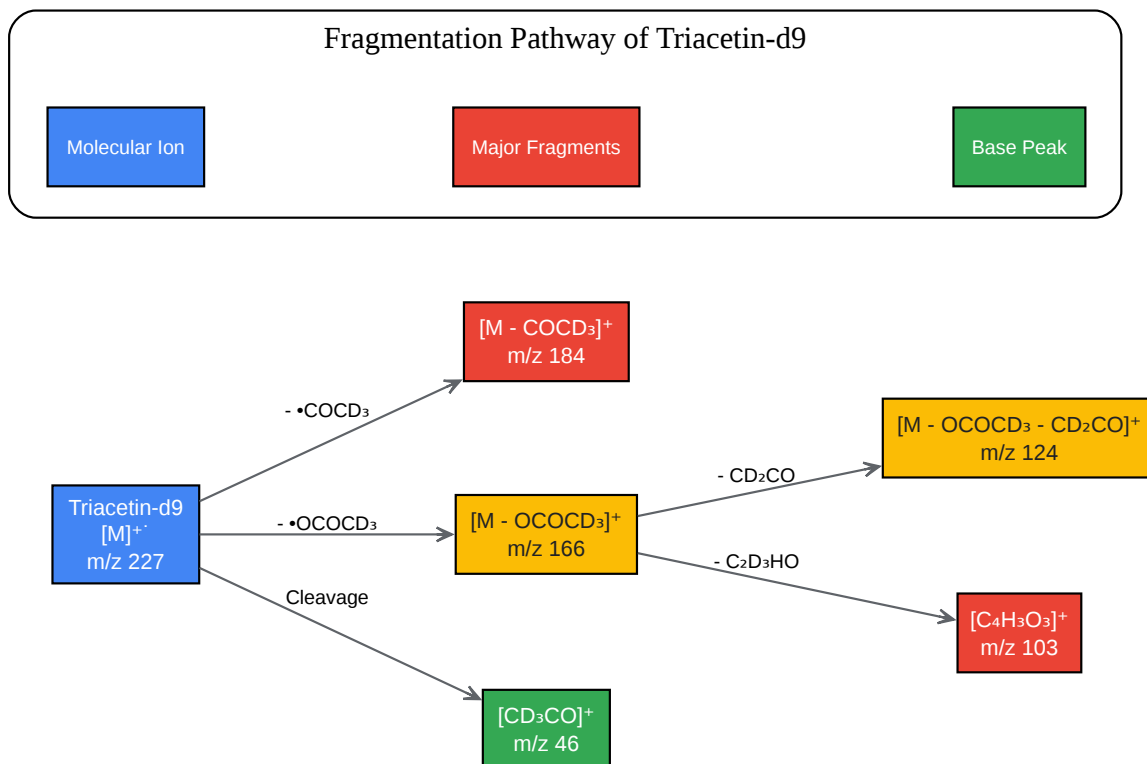 Fragmentation Pathway of Triacetin-d9
Molecular Ion
Major Fragments
Base Peak
[M - COCD₃]⁺
m/z 184
- •COCD₃
[M - OCOCD₃ - CD₂CO]⁺
m/z 124
- CD₂CO
Triacetin-d9
[M]⁺˙
m/z 227
- •OCOCD₃
[M - OCOCD₃]⁺
m/z 166
- C₂D₃HO
Cleavage
[C₄H₃O₃]⁺
m/z 103
[CD₃CO]⁺
m/z 46